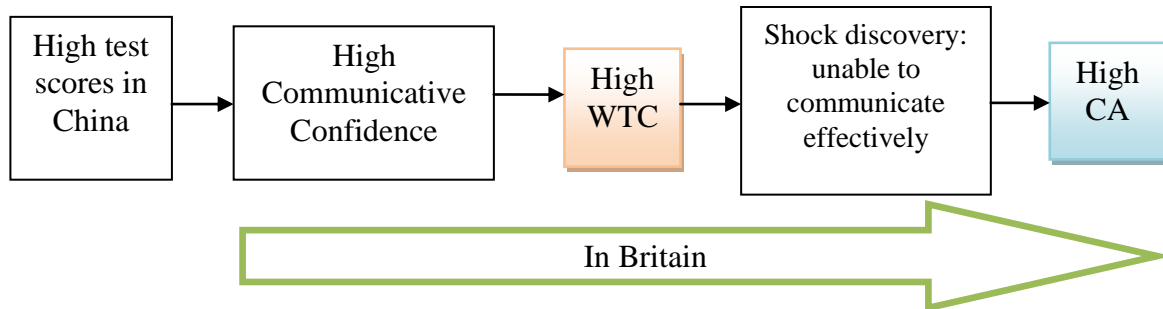 High test
scores in
China
High
Communicative
Confidence
High
WTC
Shock discovery:
unable to
communicate
effectively
High
CA
In Britain